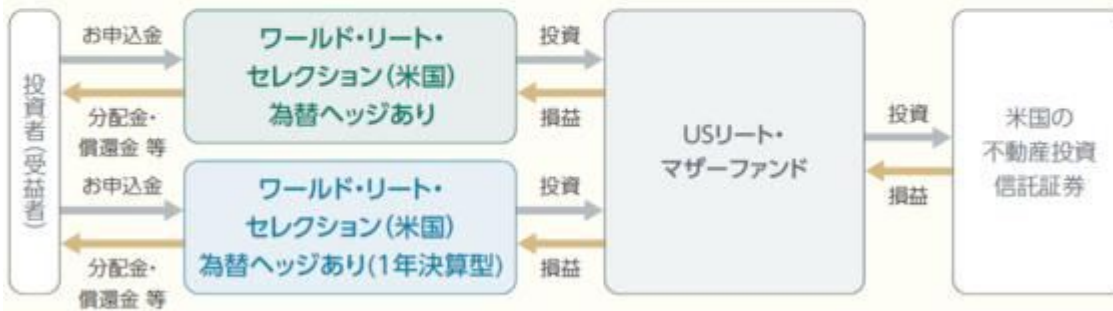 投資者(受益者)
お申込金
分配金・
償還金 等
お申込金
分配金・
償還金 等
ワールド・リート・
セレクション(米国)
為替ヘッジあり
ワールド・リート・
セレクション(米国)
為替ヘッジあり(1年決算型)
投資
損益
投資
損益
USリート・
マザーファンド
投資
損益
米国の
不動産投資
信託証券